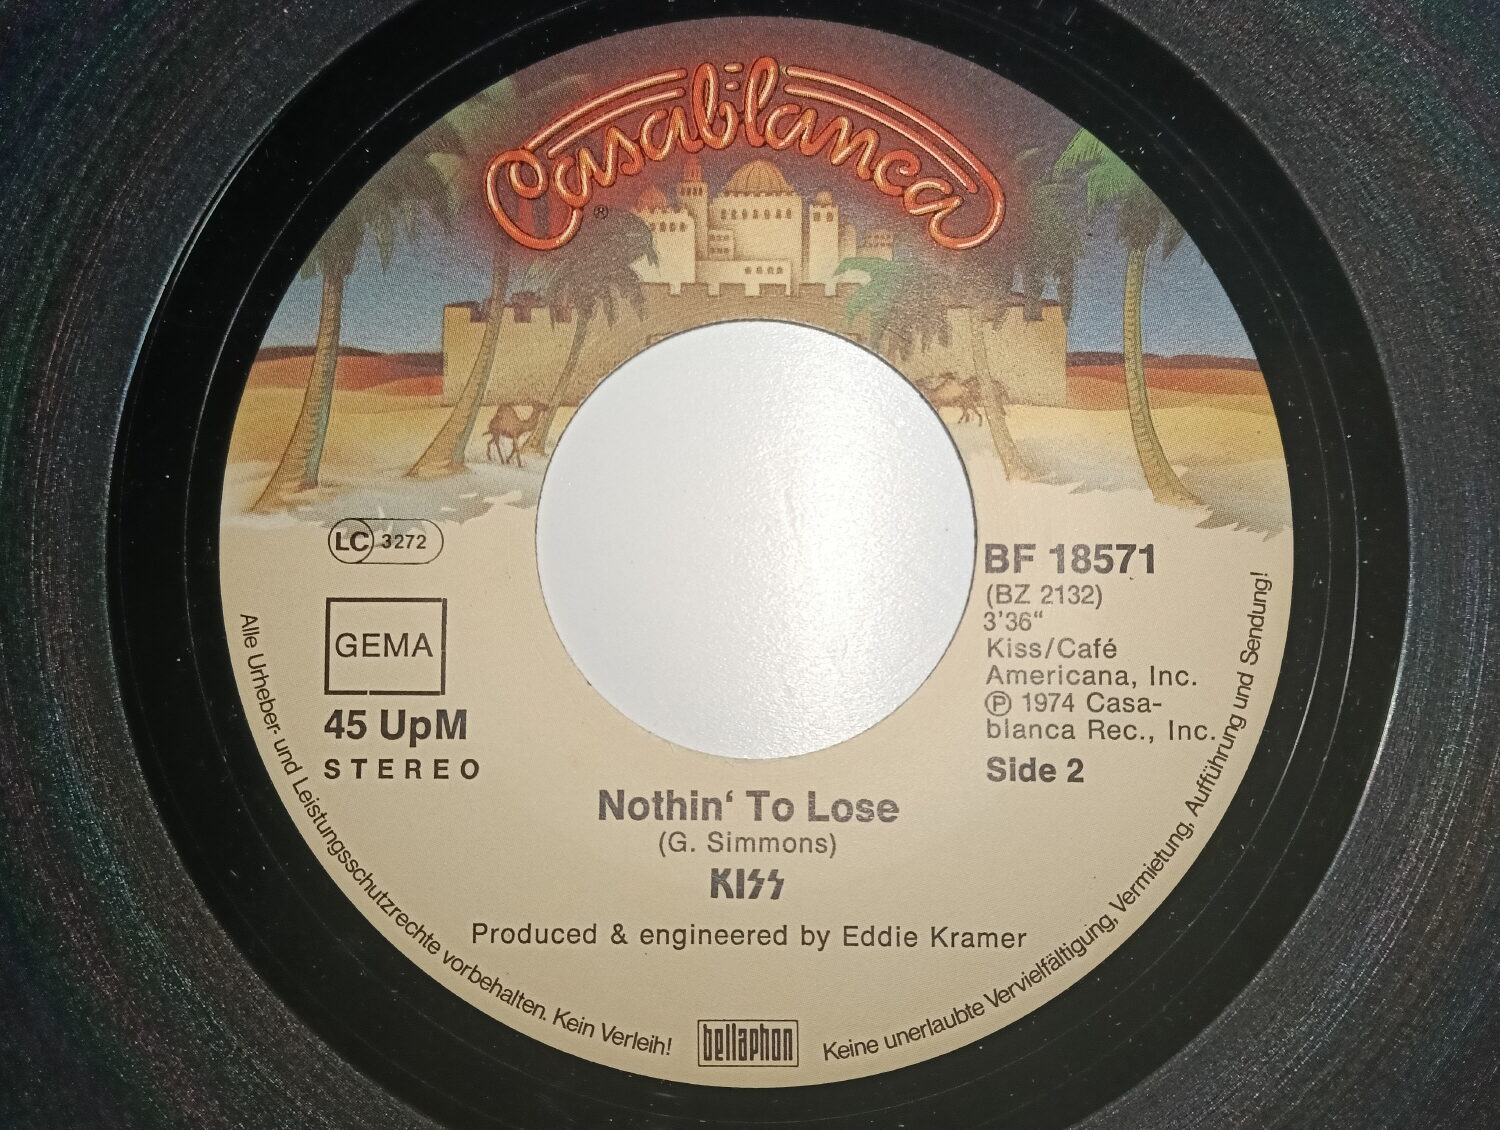 Casablanca
®
LC 3272
GEMA
45 UpM
STEREO
BF 18571
(BZ 2132)
3'36“
Kiss/Café
Americana, Inc.
Ⓟ 1974 Casa-
blanca Rec., Inc.
Side 2
Nothin‘ To Lose
(G. Simmons)
KISS
Produced & engineered by Eddie Kramer
bellaphon
Alle Urheber- und Leistungsschutzrechte vorbehalten. Kein Verleih!
Keine unerlaubte Vervielfältigung, Vermietung, Aufführung und Sendung!